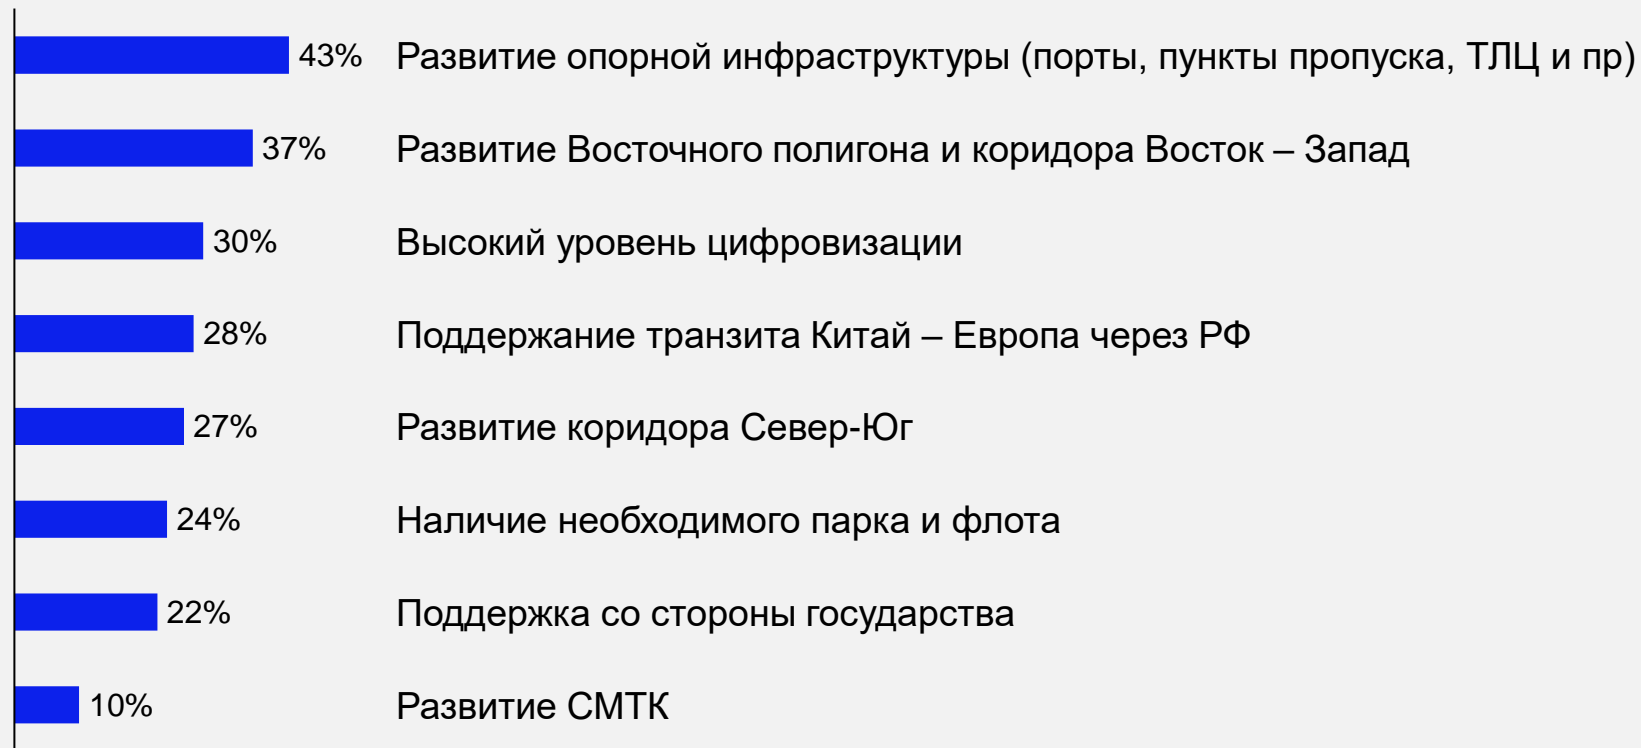 43% Развитие опорной инфраструктуры (порты, пункты пропуска, ТЛЦ и пр)
37% Развитие Восточного полигона и коридора Восток – Запад
30% Высокий уровень цифровизации
28% Поддержание транзита Китай – Европа через РФ
27% Развитие коридора Север-Юг
24% Наличие необходимого парка и флота
22% Поддержка со стороны государства
10% Развитие СМТК